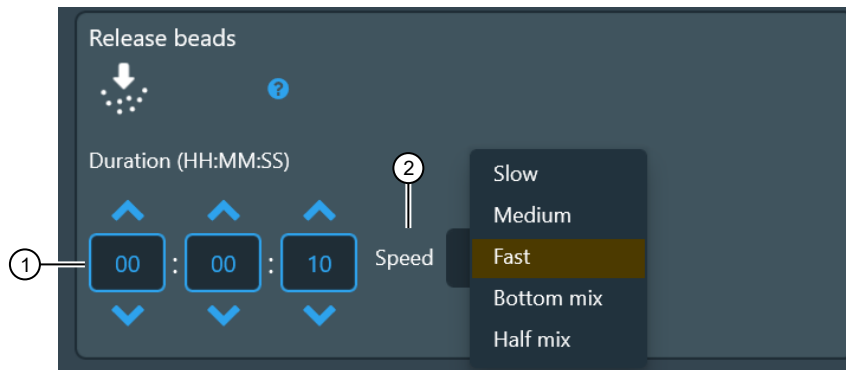 Release beads
?
Duration (HH:MM:SS)
2
1
00 : 00 : 10
Speed
Slow
Medium
Fast
Bottom mix
Half mix